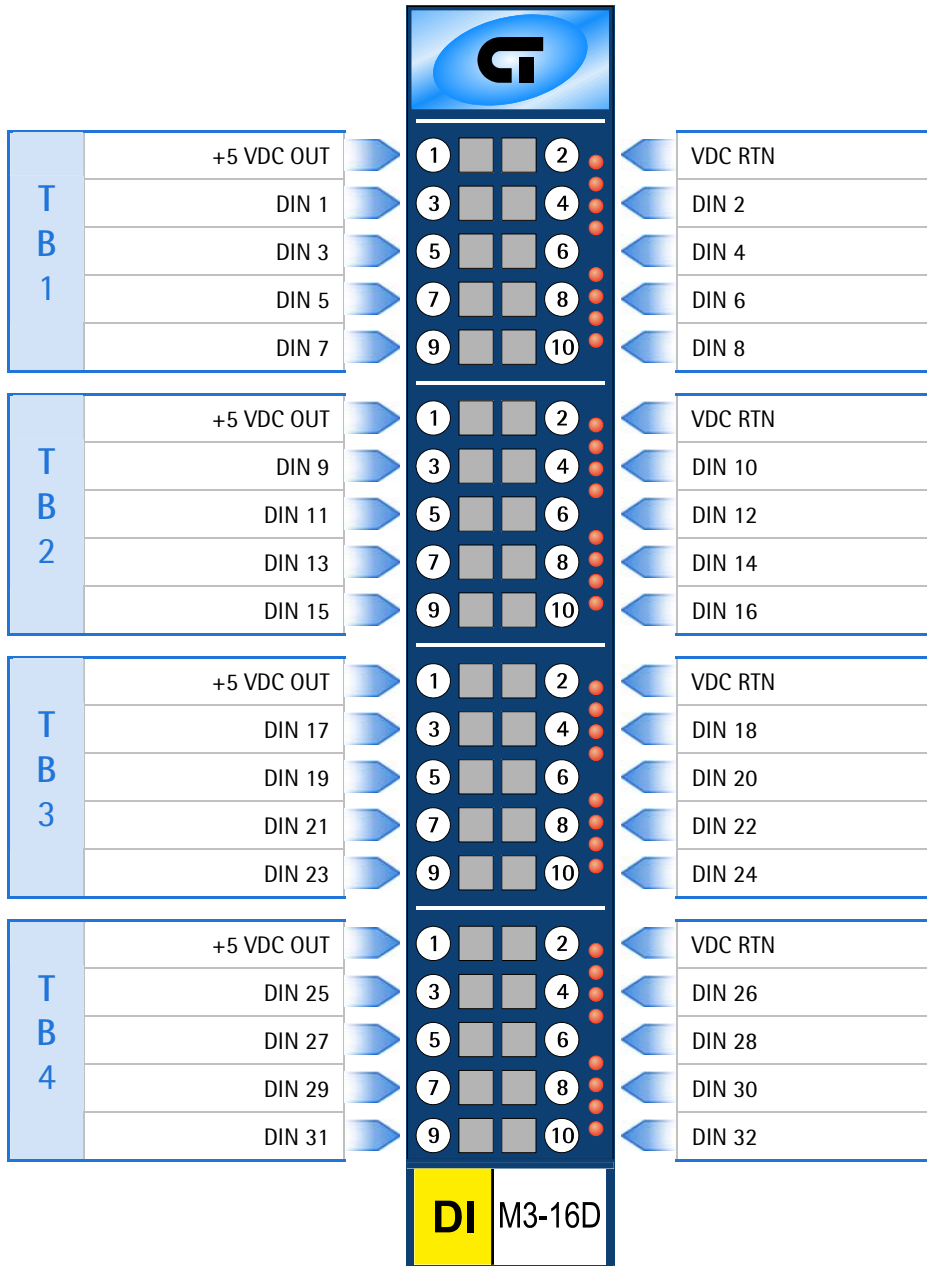 CT
TB1
+5 VDC OUT 1 2 VDC RTN
DIN 1 3 4 DIN 2
DIN 3 5 6 DIN 4
DIN 5 7 8 DIN 6
DIN 7 9 10 DIN 8
TB2
+5 VDC OUT 1 2 VDC RTN
DIN 9 3 4 DIN 10
DIN 11 5 6 DIN 12
DIN 13 7 8 DIN 14
DIN 15 9 10 DIN 16
TB3
+5 VDC OUT 1 2 VDC RTN
DIN 17 3 4 DIN 18
DIN 19 5 6 DIN 20
DIN 21 7 8 DIN 22
DIN 23 9 10 DIN 24
TB4
+5 VDC OUT 1 2 VDC RTN
DIN 25 3 4 DIN 26
DIN 27 5 6 DIN 28
DIN 29 7 8 DIN 30
DIN 31 9 10 DIN 32
DI M3-16D